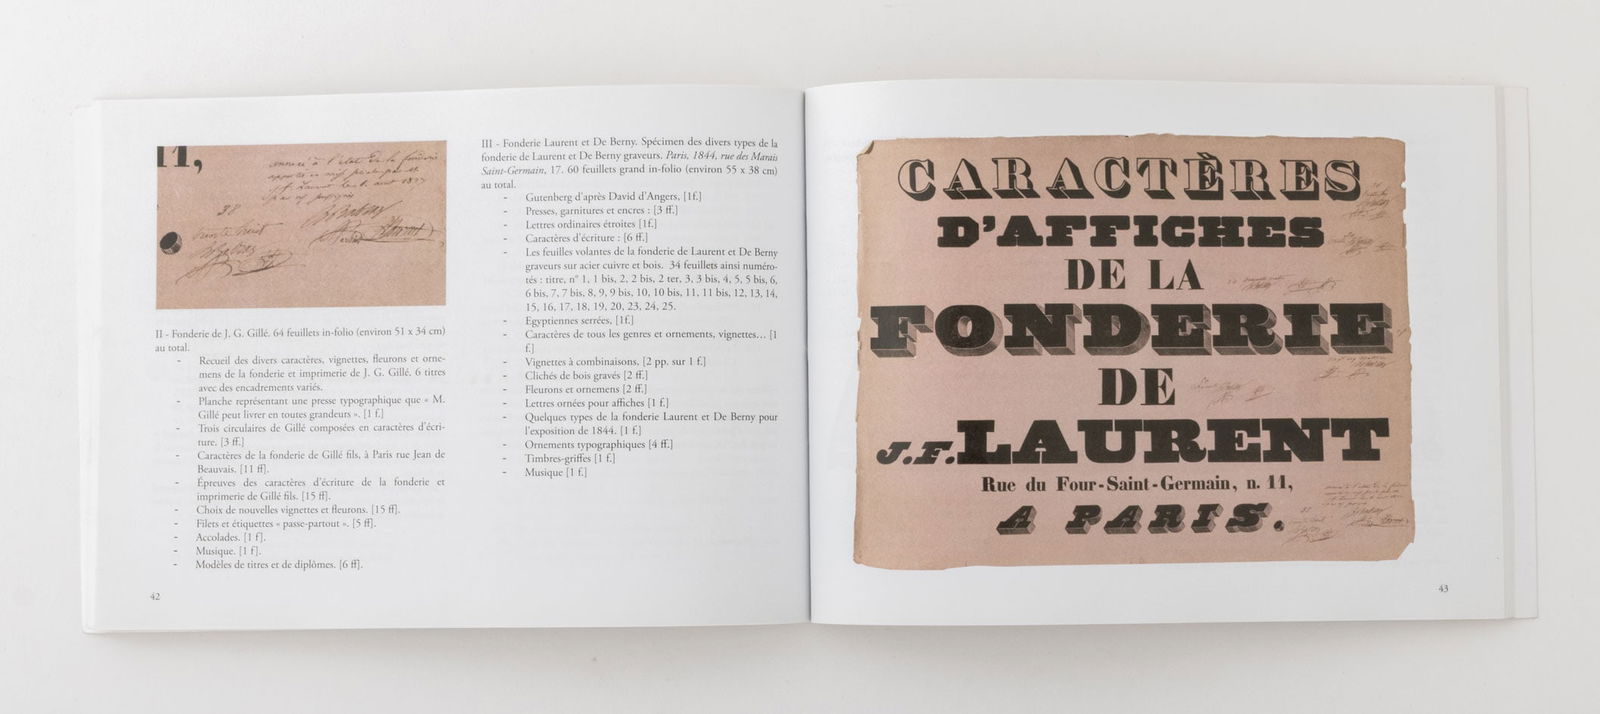 11,
annexé à l'état de la fonderie
38
II - Fonderie de J. G. Gillé. 64 feuillets in-folio (environ 51 x 34 cm)
au total.
- Recueil des divers caractères, vignettes, fleurons et orne-
mens de la fonderie et imprimerie de J. G. Gillé. 6 titres
avec des encadrements variés.
- Planche représentant une presse typographique que « M.
Gillé peut livrer en toutes grandeurs ». [1 f.]
- Trois circulaires de Gillé composées en caractères d'écri-
ture. [3 ff.]
- Caractères de la fonderie de Gillé fils, à Paris rue Jean de
Beauvais. [11 ff].
- Épreuves des caractères d'écriture de la fonderie et
imprimerie de Gillé fils. [15 ff].
- Choix de nouvelles vignettes et fleurons. [15 ff].
- Filets et étiquettes « passe-partout ». [5 ff].
- Accolades. [1 f].
- Musique. [1 f].
- Modèles de titres et de diplômes. [6 ff].
42
III - Fonderie Laurent et De Berny. Spécimen des divers types de la
fonderie de Laurent et De Berny graveurs. Paris, 1844, rue des Marais
Saint-Germain, 17. 60 feuillets grand in-folio (environ 55 x 38 cm)
au total.
- Gutenberg d'après David d'Angers, [1f.]
- Presses, garnitures et encres : [3 ff.]
- Lettres ordinaires étroites [1f.]
- Caractères d'écriture : [6 ff.]
- Les feuilles volantes de la fonderie de Laurent et De Berny
graveurs sur acier cuivre et bois. 34 feuillets ainsi numéro-
tés : titre, n° 1, 1 bis, 2, 2 bis, 2 ter, 3, 3 bis, 4, 5, 5 bis, 6,
6 bis, 7, 7 bis, 8, 9, 9 bis, 10, 10 bis, 11, 11 bis, 12, 13, 14,
15, 16, 17, 18, 19, 20, 23, 24, 25.
- Egyptiennes serrées, [1f.]
- Caractères de tous les genres et ornements, vignettes… [1
f.]
- Vignettes à combinaisons, [2 pp. sur 1 f.]
- Clichés de bois gravés [2 ff.]
- Fleurons et ornemens [2 ff.]
- Lettres ornées pour affiches [1 f.]
- Quelques types de la fonderie Laurent et De Berny pour
l'exposition de 1844. [1 f.]
- Ornements typographiques [4 ff.]
- Timbres-griffes [1 f.]
- Musique [1 f.]
CARACTÈRES
D'AFFICHES
DE LA
FONDERIE
DE
J.F. LAURENT
Rue du Four-Saint-Germain, n. 11,
A PARIS.
43